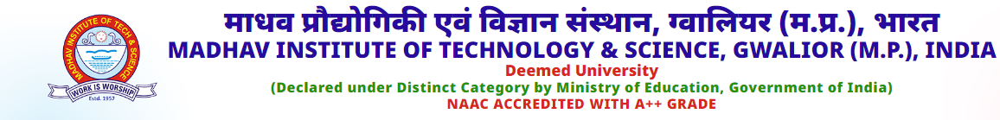 माधव प्रौद्योगिकी एवं विज्ञान संस्थान, ग्वालियर (म.प्र.), भारत
MADHAV INSTITUTE OF TECHNOLOGY & SCIENCE, GWALIOR (M.P.), INDIA
Deemed University
(Declared under Distinct Category by Ministry of Education, Government of India)
NAAC ACCREDITED WITH A++ GRADE
MADHAV INSTITUTE OF TECH & SCIENCE
WORK IS WORSHIP
Estd. 1957